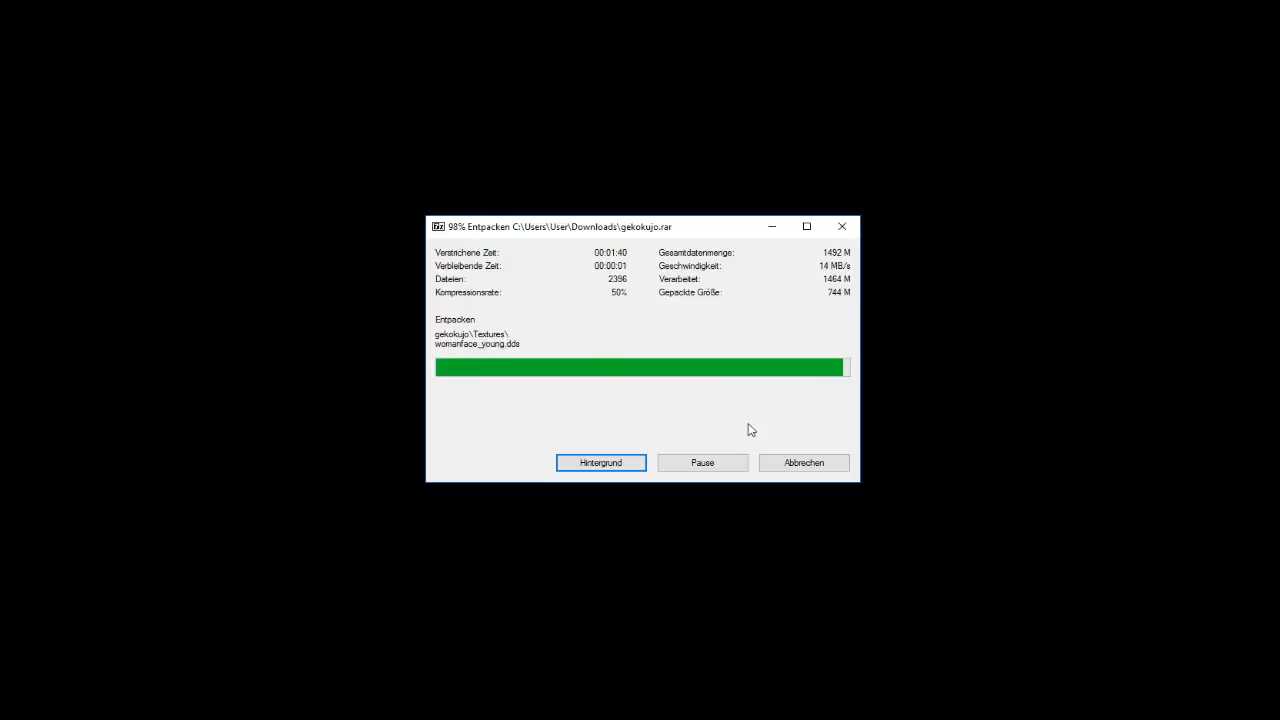 98% Entpacken C:\Users\User\Downloads\gekokujo.rar
Verstrichene Zeit: 00:01:40 Gesamtdatenmenge: 1492 M
Verbleibende Zeit: 00:00:01 Geschwindigkeit: 14 MB/s
Dateien: 2396 Verarbeitet: 1464 M
Kompressionsrate: 50% Gepackte Größe: 744 M
Entpacken
gekokujo\Textures\
womanface_young.dds
Hintergrund Pause Abbrechen